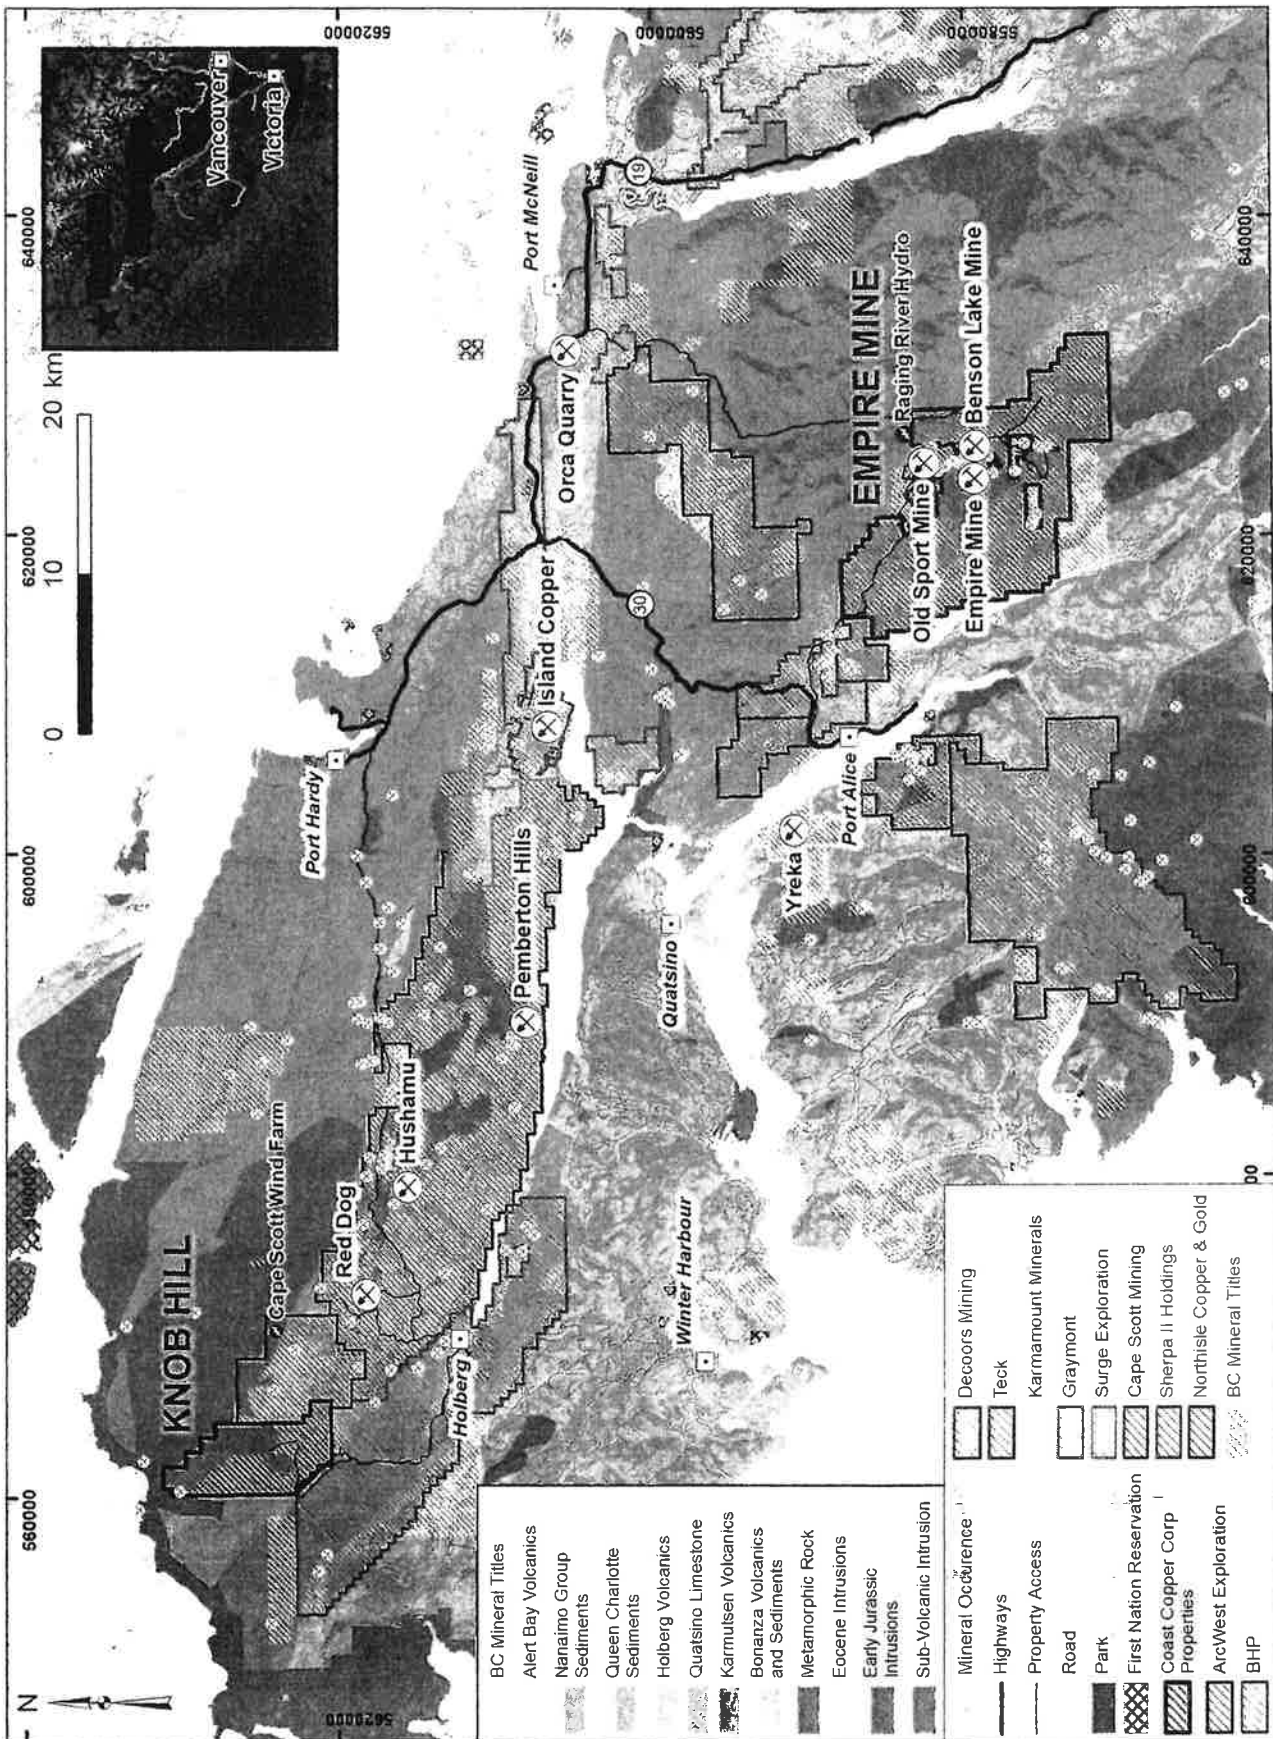 N
560000
600000
620000
640000
5620000
5600000
5580000
0 10 20 km
Vancouver
Victoria
KNOB HILL
Cape Scott Wind Farm
Red Dog
Hushamu
Holberg
Port Hardy
Pemberton Hills
Island Copper
Orca Quarry
Port McNeill
19
30
Winter Harbour
Quatsino
Yreka
Port Alice
EMPIRE MINE
Raging River Hydro
Old Sport Mine
Empire Mine
Benson Lake Mine
5620000
600000
620000
640000
BC Mineral Titles
Alert Bay Volcanics
Nanaimo Group
Sediments
Queen Charlotte
Sediments
Holberg Volcanics
Quatsino Limestone
Karmutsen Volcanics
Bonanza Volcanics
and Sediments
Metamorphic Rock
Eocene Intrusions
Early Jurassic
Intrusions
Sub-Volcanic Intrusion
Mineral Occurence
Highways
Property Access
Road
Park
First Nation Reservation
Coast Copper Corp
Properties
ArcWest Exploration
BHP
Decoors Mining
Teck
Karmamount Minerals
Graymont
Surge Exploration
Cape Scott Mining
Sherpa II Holdings
Northisle Copper & Gold
BC Mineral Titles